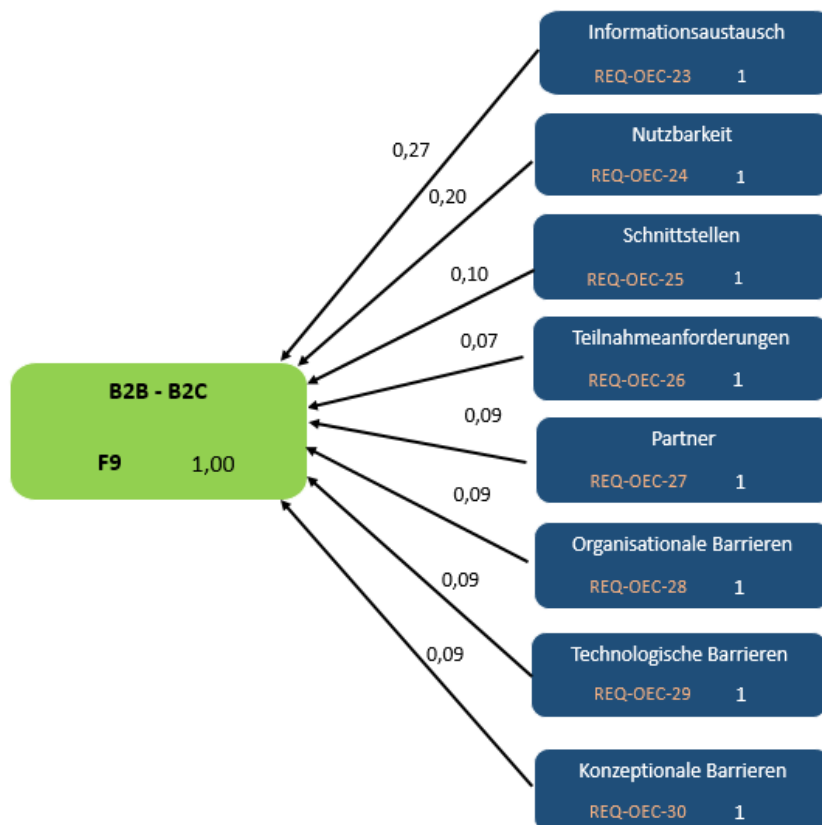 Informationsaustausch
REQ-OEC-23 1
0,27
Nutzbarkeit
REQ-OEC-24 1
0,20
Schnittstellen
REQ-OEC-25 1
0,10
Teilnahmeanforderungen
REQ-OEC-26 1
0,07
B2B - B2C
F9 1,00
Partner
REQ-OEC-27 1
0,09
Organisationale Barrieren
REQ-OEC-28 1
0,09
Technologische Barrieren
REQ-OEC-29 1
0,09
Konzeptionale Barrieren
REQ-OEC-30 1
0,09